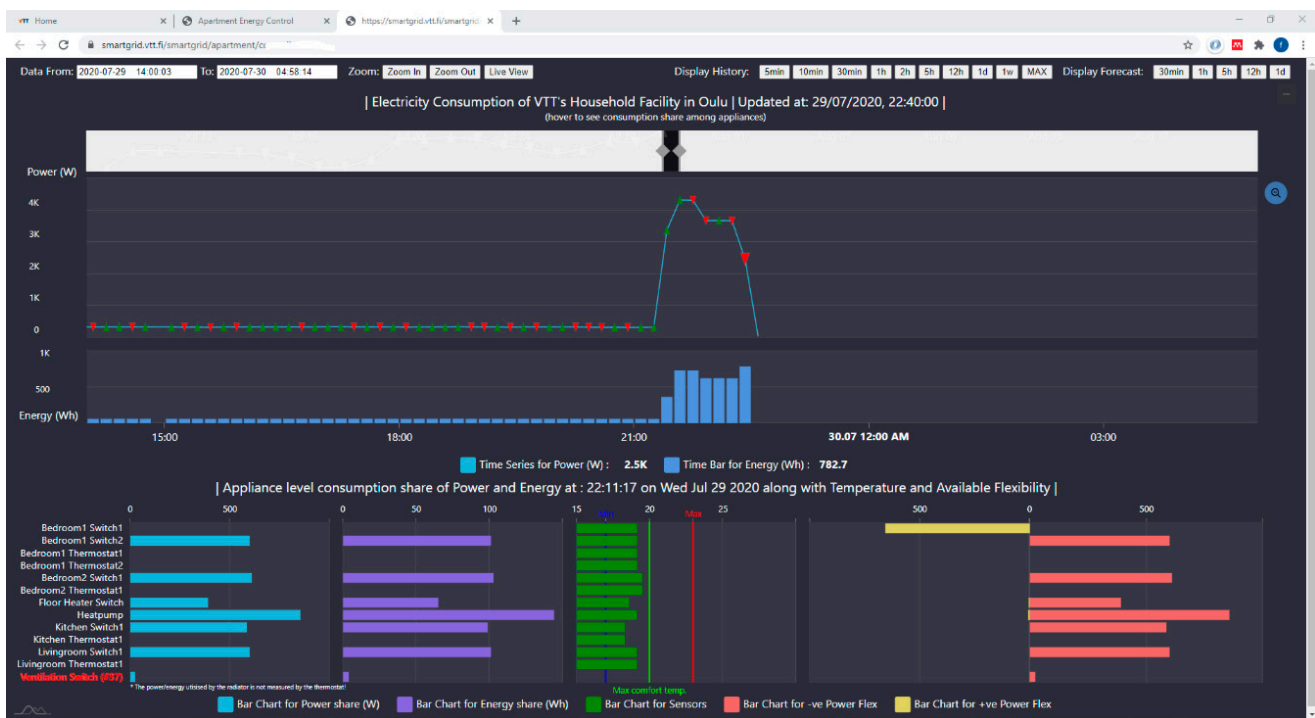 VTT Home
Apartment Energy Control
https://smartgrid.vtt.fi/smartgrid
smartgrid.vtt.fi/smartgrid/apartment/c
Data From: 2020-07-29 14:00:03 To: 2020-07-30 04:58:14 Zoom: Zoom In Zoom Out Live View Display History: 5min 10min 30min 1h 2h 5h 12h 1d 1w MAX Display Forecast: 30min 1h 5h 12h 1d
| Electricity Consumption of VTT's Household Facility in Oulu | Updated at: 29/07/2020, 22:40:00 |
(hover to see consumption share among appliances)
Power (W)
4K
3K
2K
1K
0
1K
500
Energy (Wh)
15:00 18:00 21:00 30.07 12:00 AM 03:00
Time Series for Power (W) : 2.5K Time Bar for Energy (Wh) : 782.7
| Appliance level consumption share of Power and Energy at : 22:11:17 on Wed Jul 29 2020 along with Temperature and Available Flexibility |
0 500 0 50 100 15 20 25 500 0 500
Min Max
Bedroom1 Switch1
Bedroom1 Switch2
Bedroom1 Thermostat1
Bedroom1 Thermostat2
Bedroom2 Switch1
Bedroom2 Thermostat1
Floor Heater Switch
Heatpump
Kitchen Switch1
Kitchen Thermostat1
Livingroom Switch1
Livingroom Thermostat1
Ventilation Switch (#37)
* The power/energy utilised by the radiator is not measured by the thermostat!
Max comfort temp.
Bar Chart for Power share (W) Bar Chart for Energy share (Wh) Bar Chart for Sensors Bar Chart for -ve Power Flex Bar Chart for +ve Power Flex